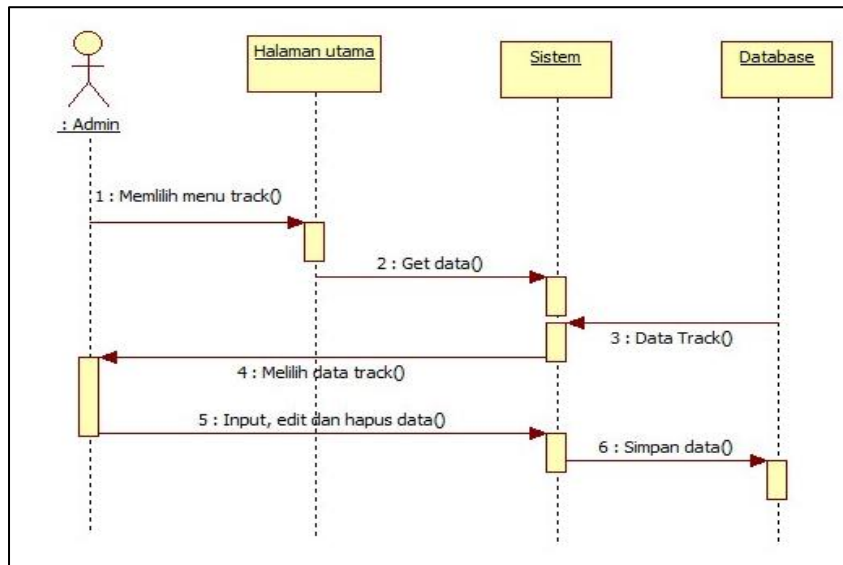 Halaman utama
Sistem
Database
: Admin
1 : Memlilih menu track()
2 : Get data()
3 : Data Track()
4 : Melilih data track()
5 : Input, edit dan hapus data()
6 : Simpan data()